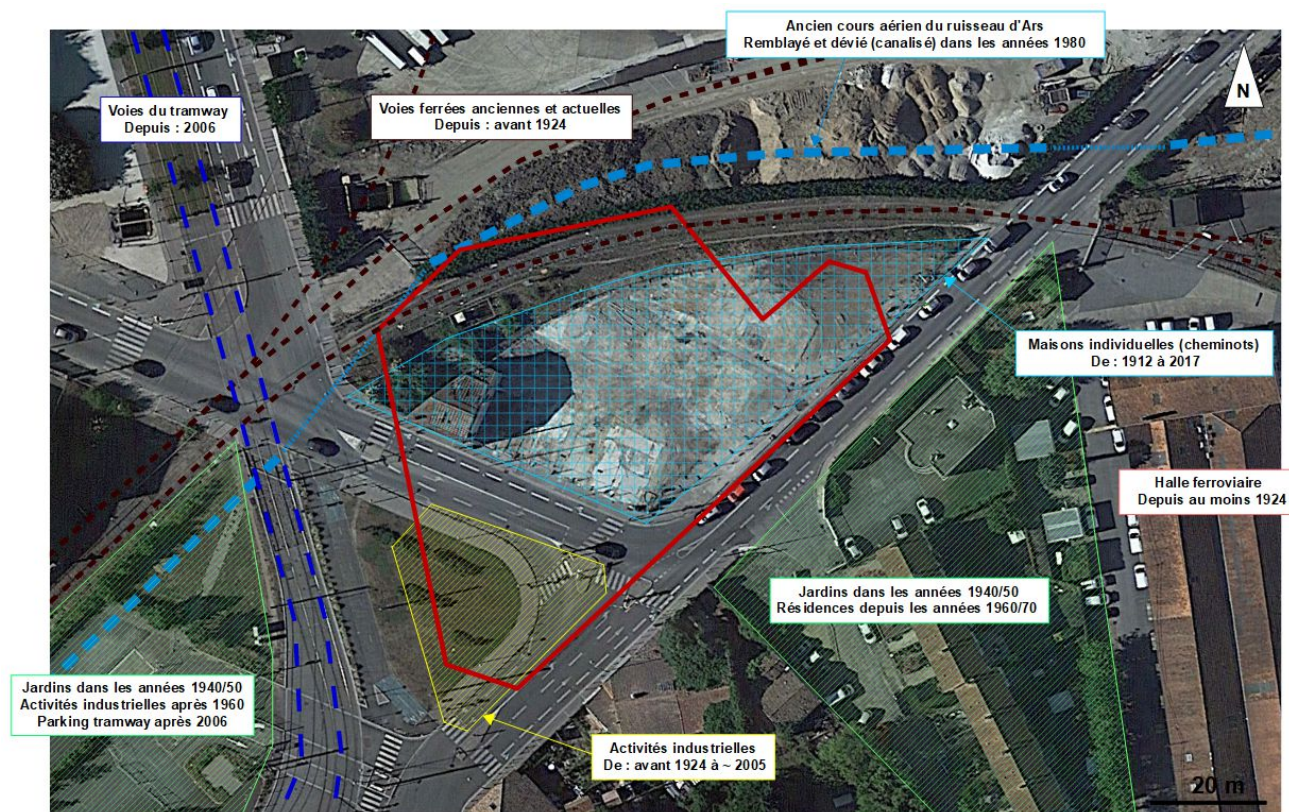 Ancien cours aérien du ruisseau d'Ars
Remblayé et dévié (canalisé) dans les années 1980
N
Voies du tramway
Depuis : 2006
Voies ferrées anciennes et actuelles
Depuis : avant 1924
Maisons individuelles (cheminots)
De : 1912 à 2017
Halle ferroviaire
Depuis au moins 1924
Jardins dans les années 1940/50
Résidences depuis les années 1960/70
Jardins dans les années 1940/50
Activités industrielles après 1960
Parking tramway après 2006
Activités industrielles
De : avant 1924 à ~ 2005
20 m